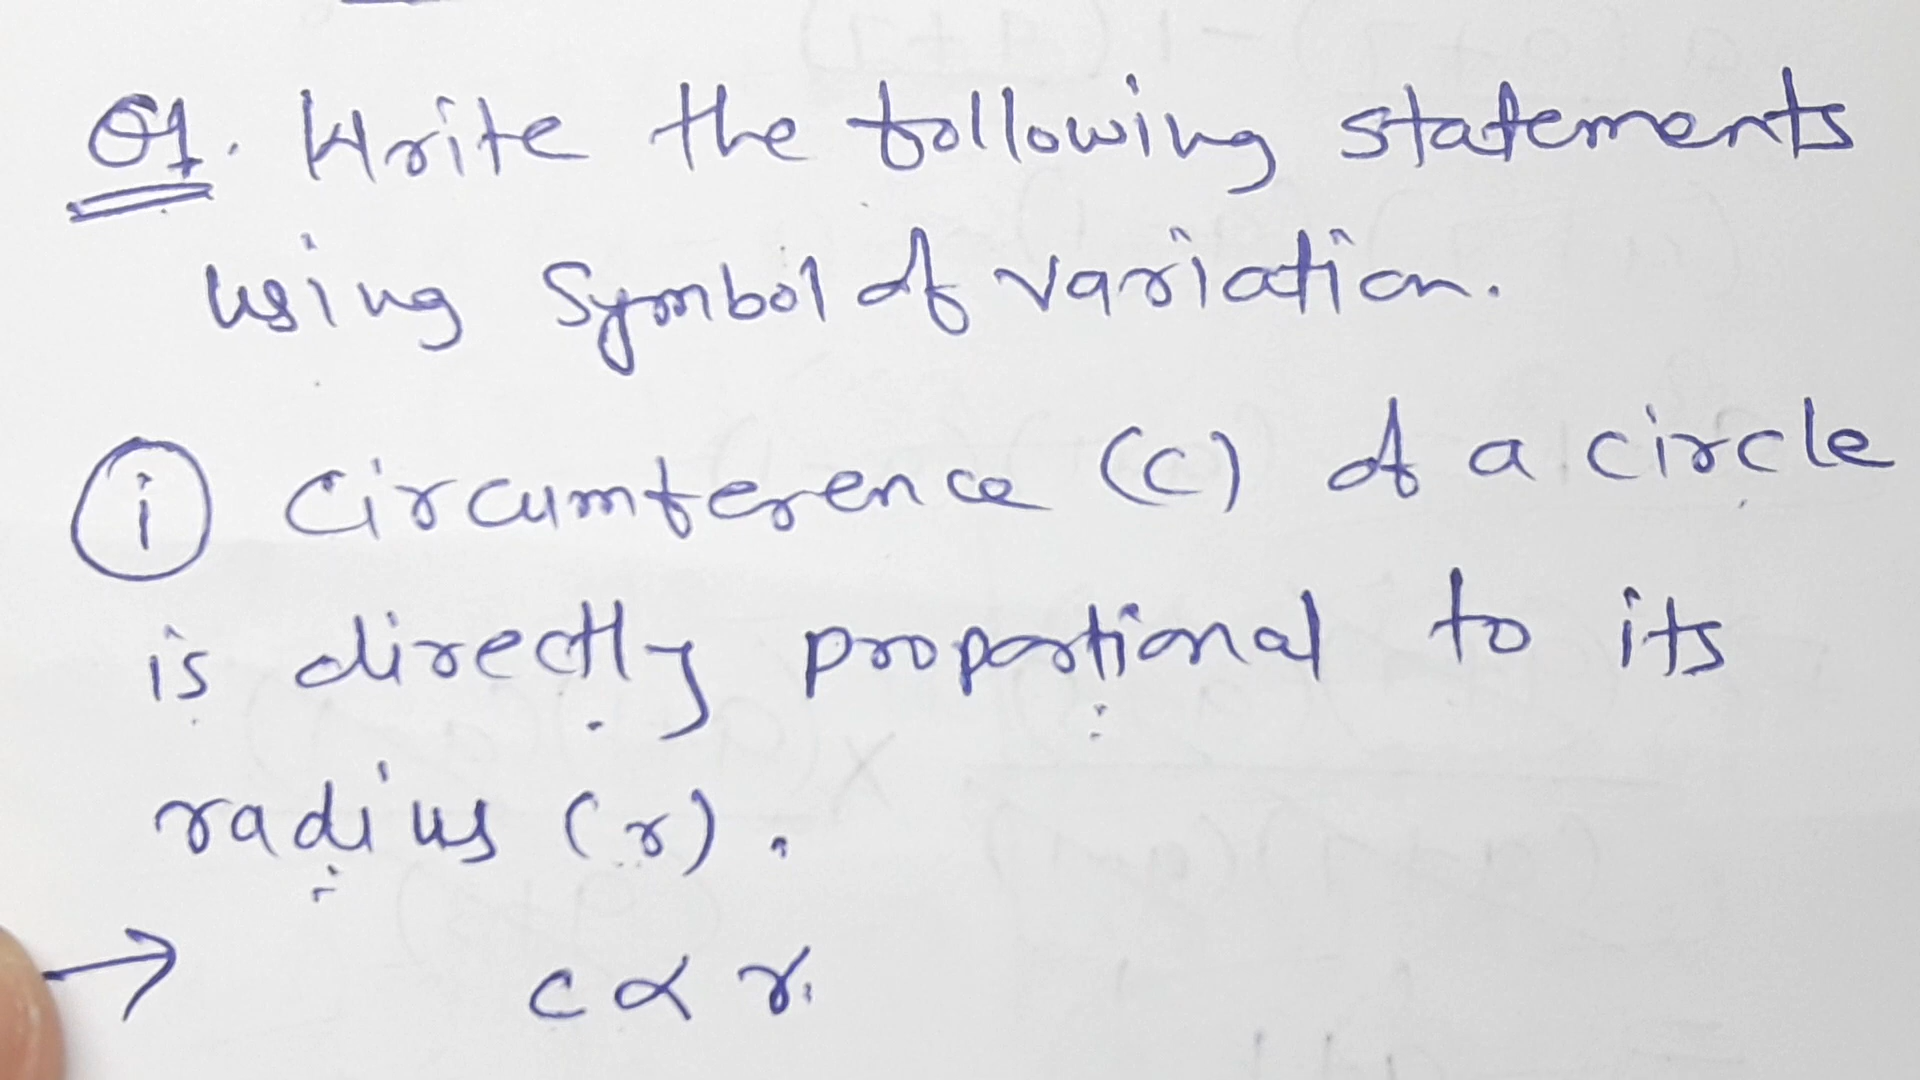 Q1. Write the following statements
using Symbol of variation.
i circumference (c) of a circle
is directly proportional to its
radius (r).
→ c ∝ r.